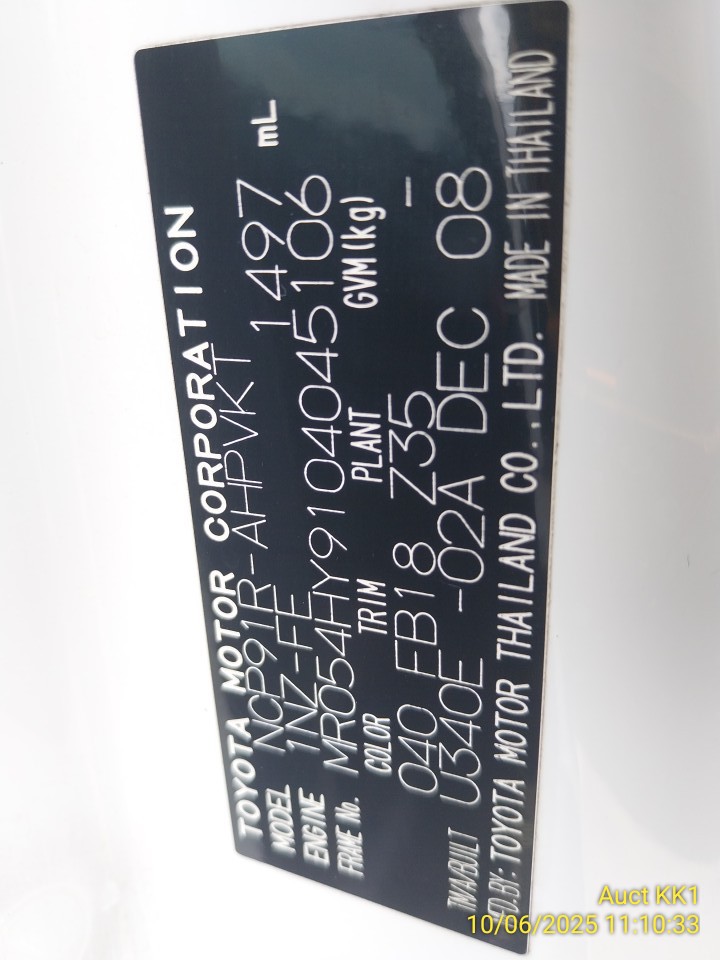 TOYOTA MOTOR CORPORATION
MODEL NCP91R-AHPVKT
ENGINE 1NZ-FE 1497 mL
FRAME No. MR054HY9104045106
COLOR TRIM PLANT GVM(kg)
040 FB18 Z35 -
TM/A/BUILT U340E -02A DEC 08
D.BY: TOYOTA MOTOR THAILAND CO.,LTD. MADE IN THAILAND
Auct KK1
10/06/2025 11:10:33